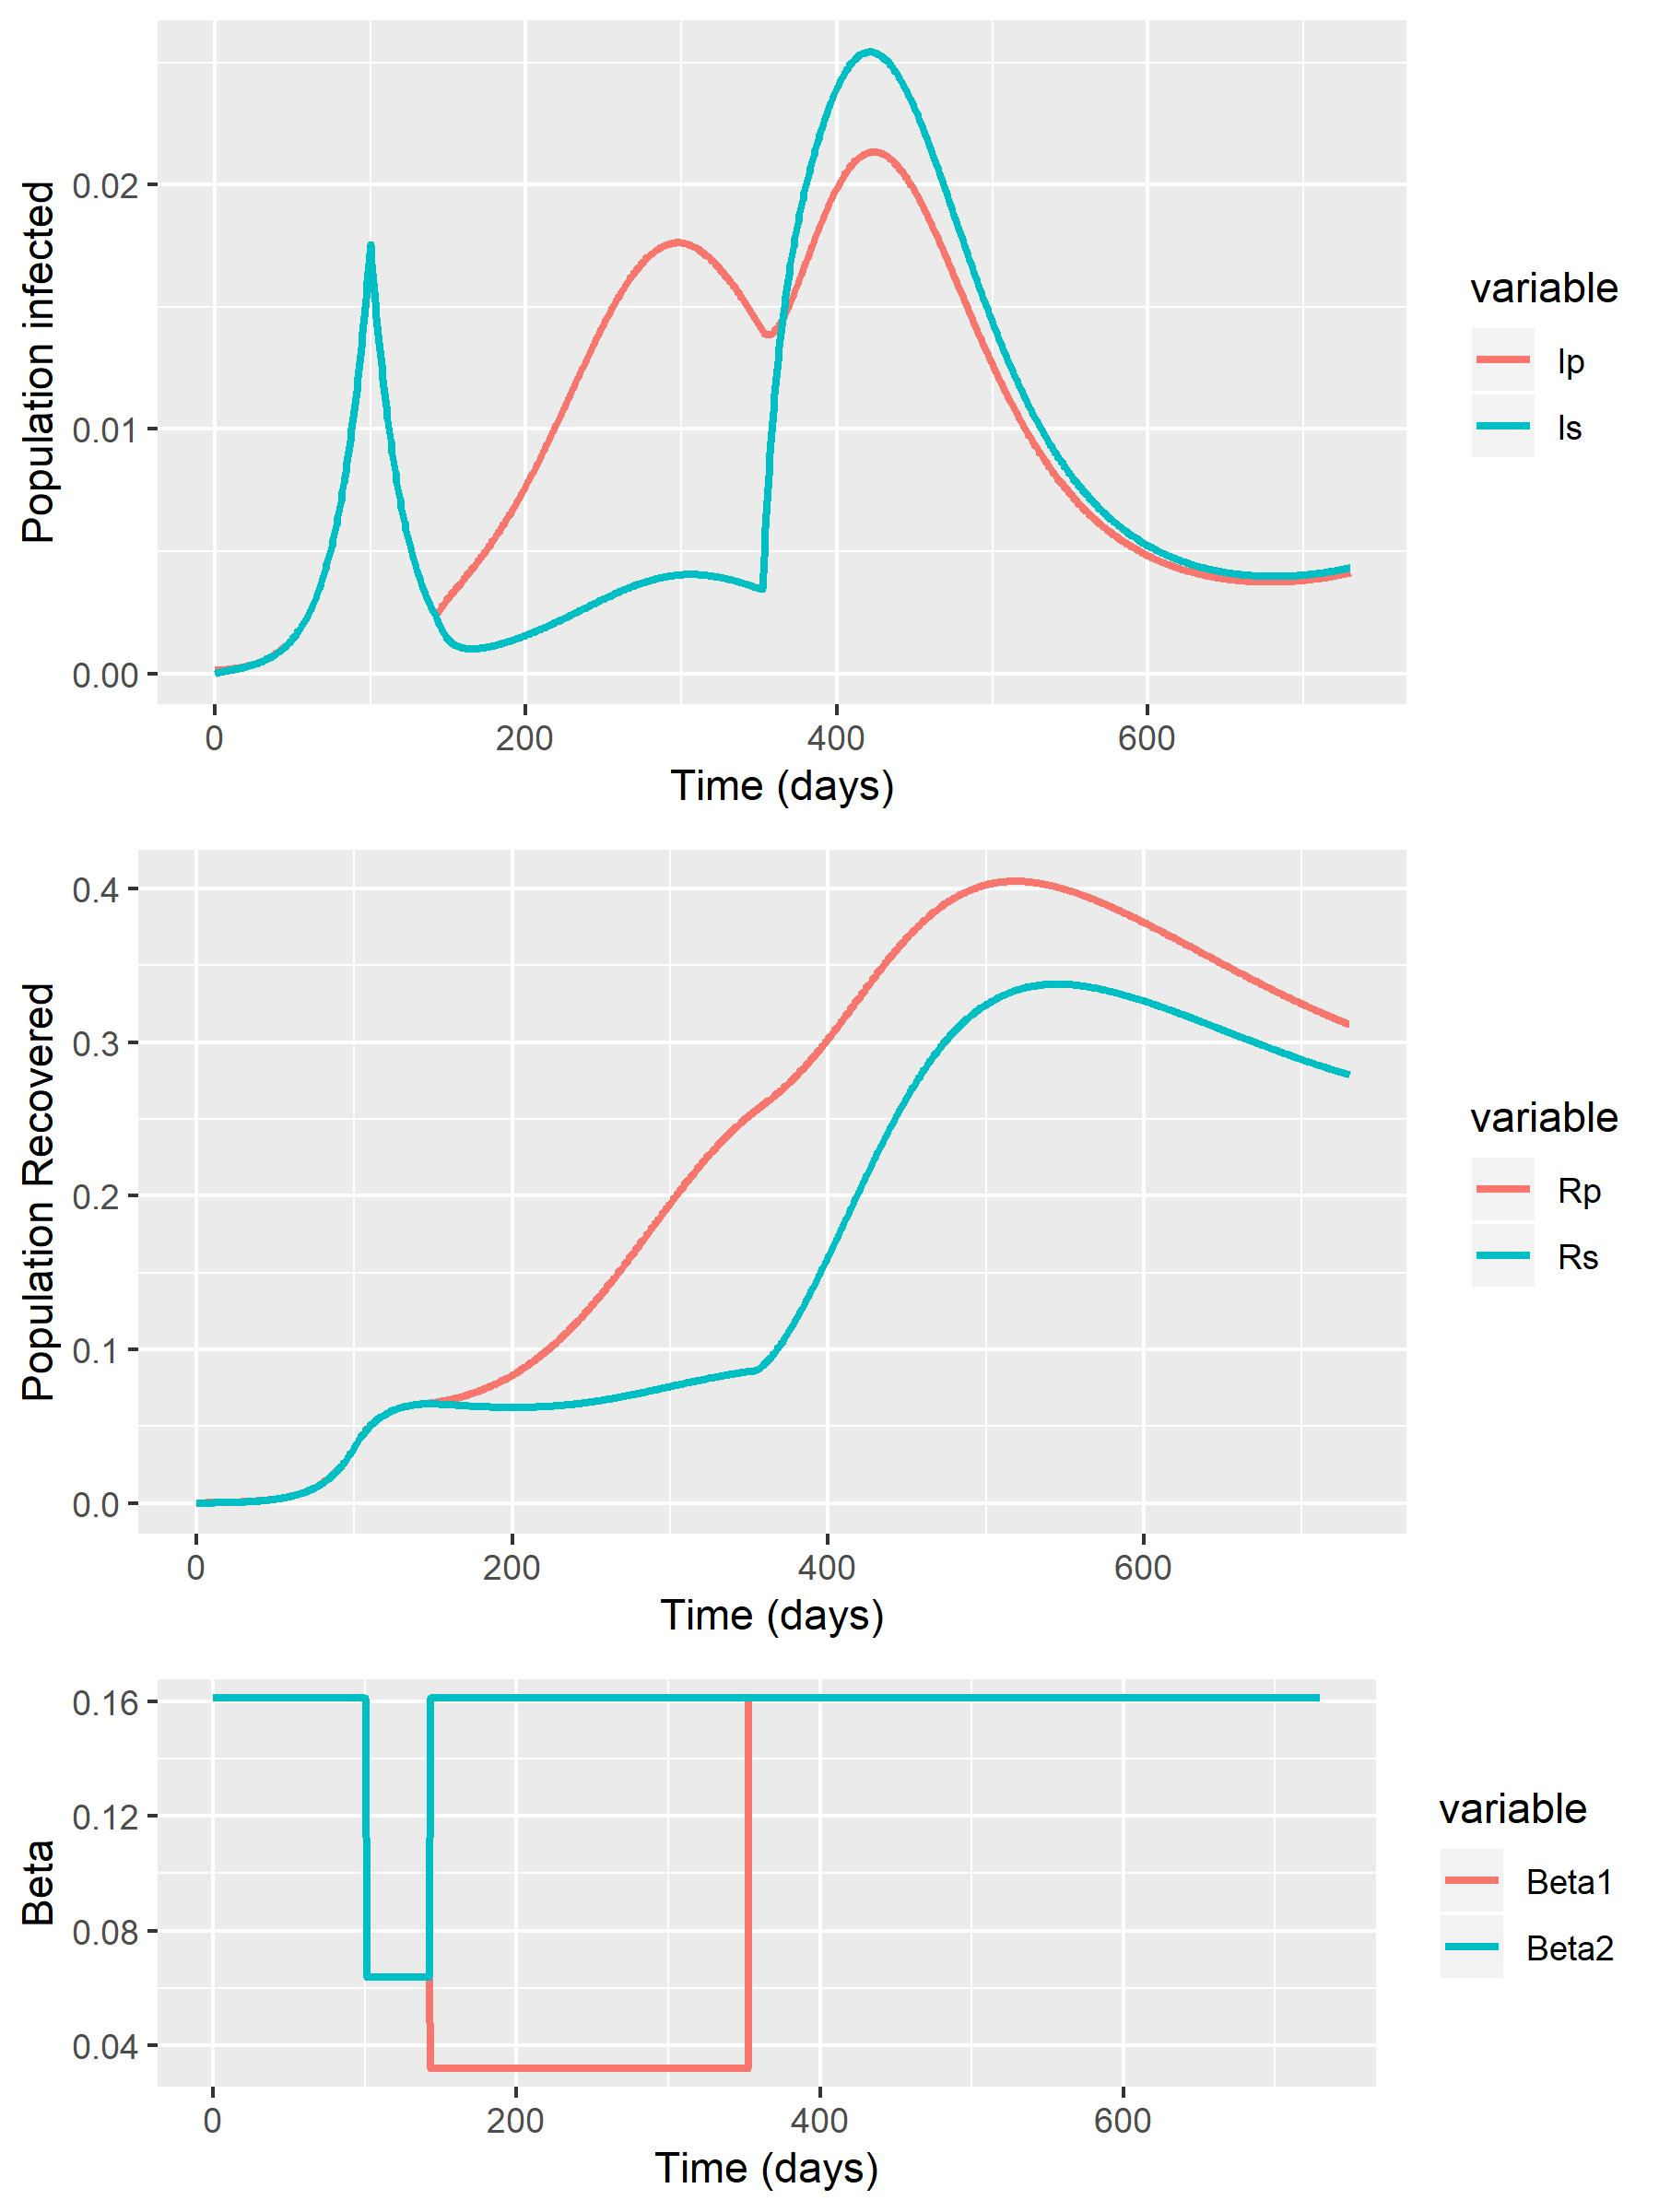 Population infected
0.02
0.01
0.00
0 200 400 600
Time (days)
variable
Ip
Is
Population Recovered
0.4
0.3
0.2
0.1
0.0
0 200 400 600
Time (days)
variable
Rp
Rs
Beta
0.16
0.12
0.08
0.04
0 200 400 600
Time (days)
variable
Beta1
Beta2